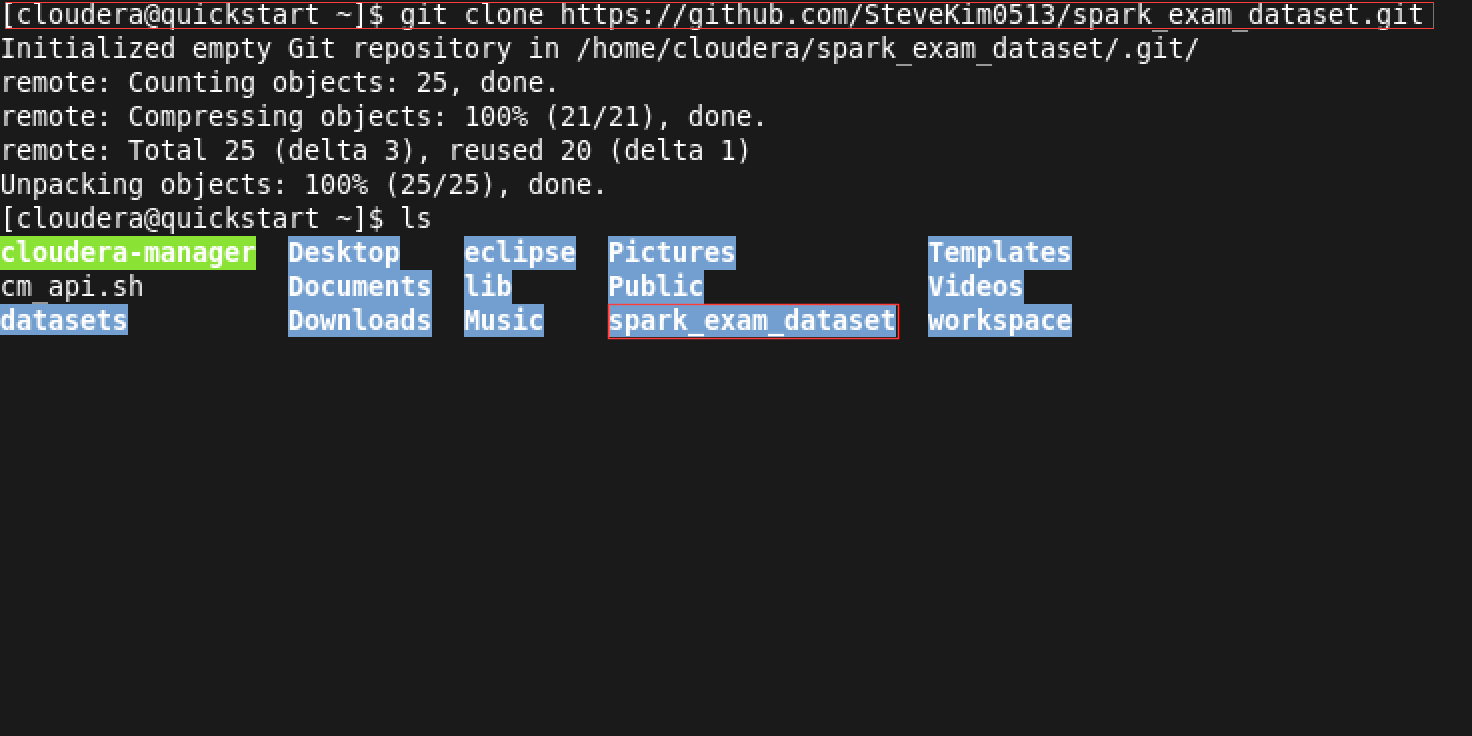 [cloudera@quickstart ~]$ git clone https://github.com/SteveKim0513/spark_exam_dataset.git
Initialized empty Git repository in /home/cloudera/spark_exam_dataset/.git/
remote: Counting objects: 25, done.
remote: Compressing objects: 100% (21/21), done.
remote: Total 25 (delta 3), reused 20 (delta 1)
Unpacking objects: 100% (25/25), done.
[cloudera@quickstart ~]$ ls
cloudera-manager  Desktop    eclipse  Pictures            Templates
cm_api.sh         Documents  lib      Public              Videos
datasets          Downloads  Music    spark_exam_dataset  workspace